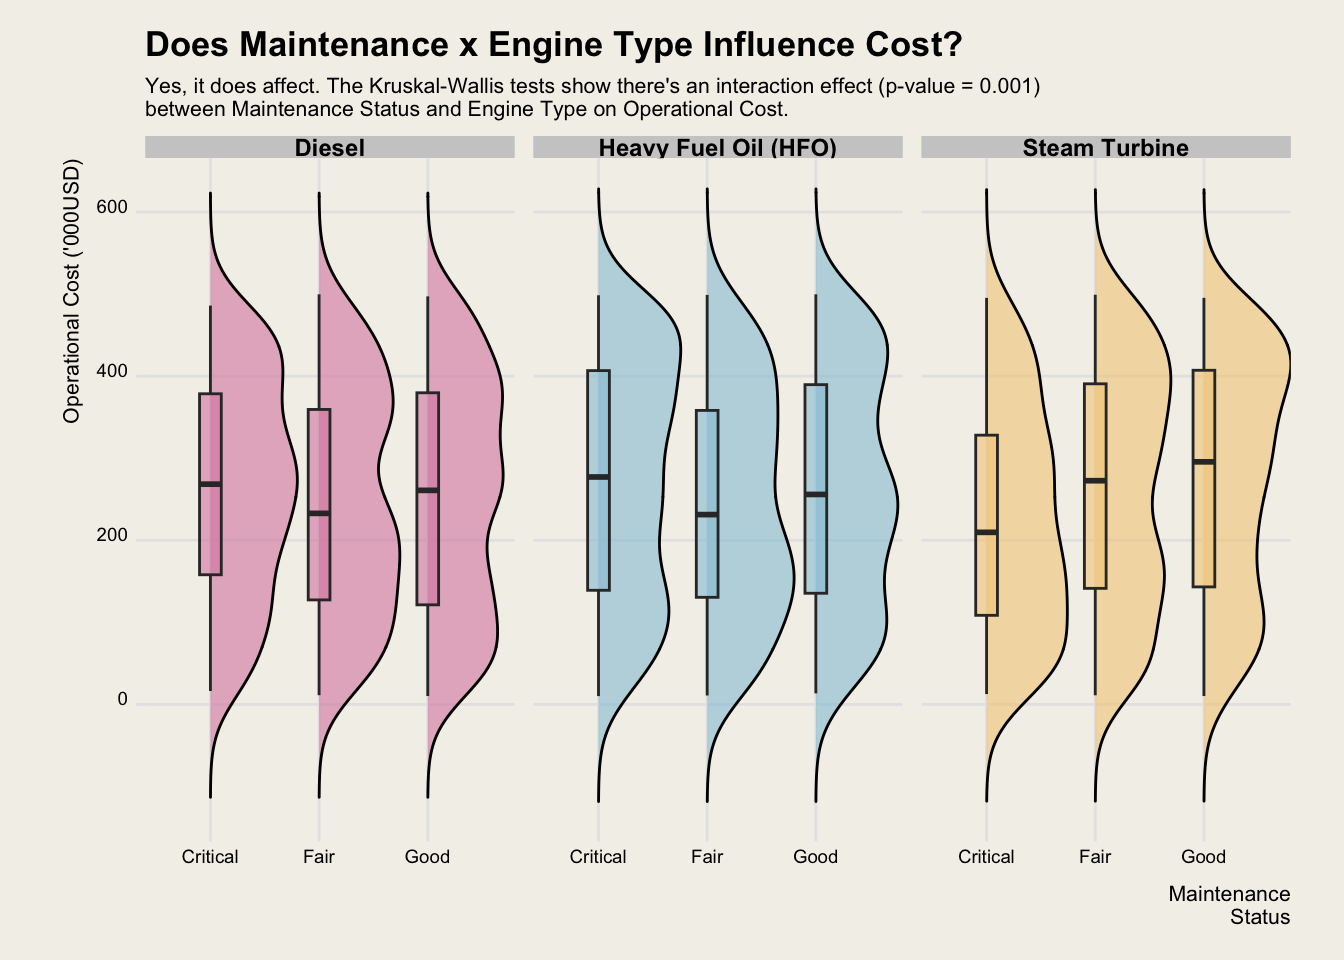 Does Maintenance x Engine Type Influence Cost?
Yes, it does affect. The Kruskal-Wallis tests show there's an interaction effect (p-value = 0.001)
between Maintenance Status and Engine Type on Operational Cost.
Diesel
Heavy Fuel Oil (HFO)
Steam Turbine
Operational Cost ('000USD)
600
400
200
0
Critical
Fair
Good
Critical
Fair
Good
Critical
Fair
Good
Maintenance
Status